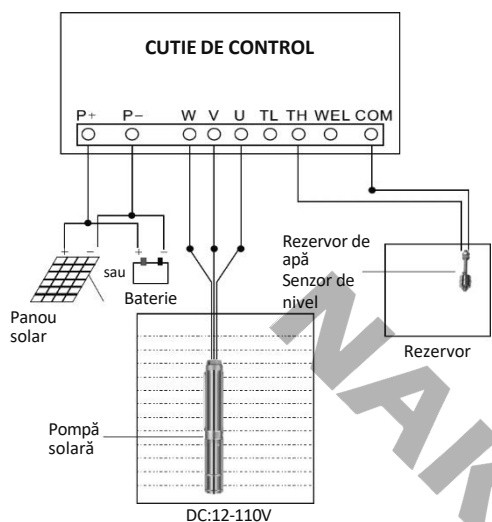 CUTIE DE CONTROL
P+ P− W V U TL TH WEL COM
+ − + −
sau
Panou
solar
Baterie
Rezervor de
apă
Senzor de
nivel
Rezervor
Pompă
solară
DC:12-110V
NAK